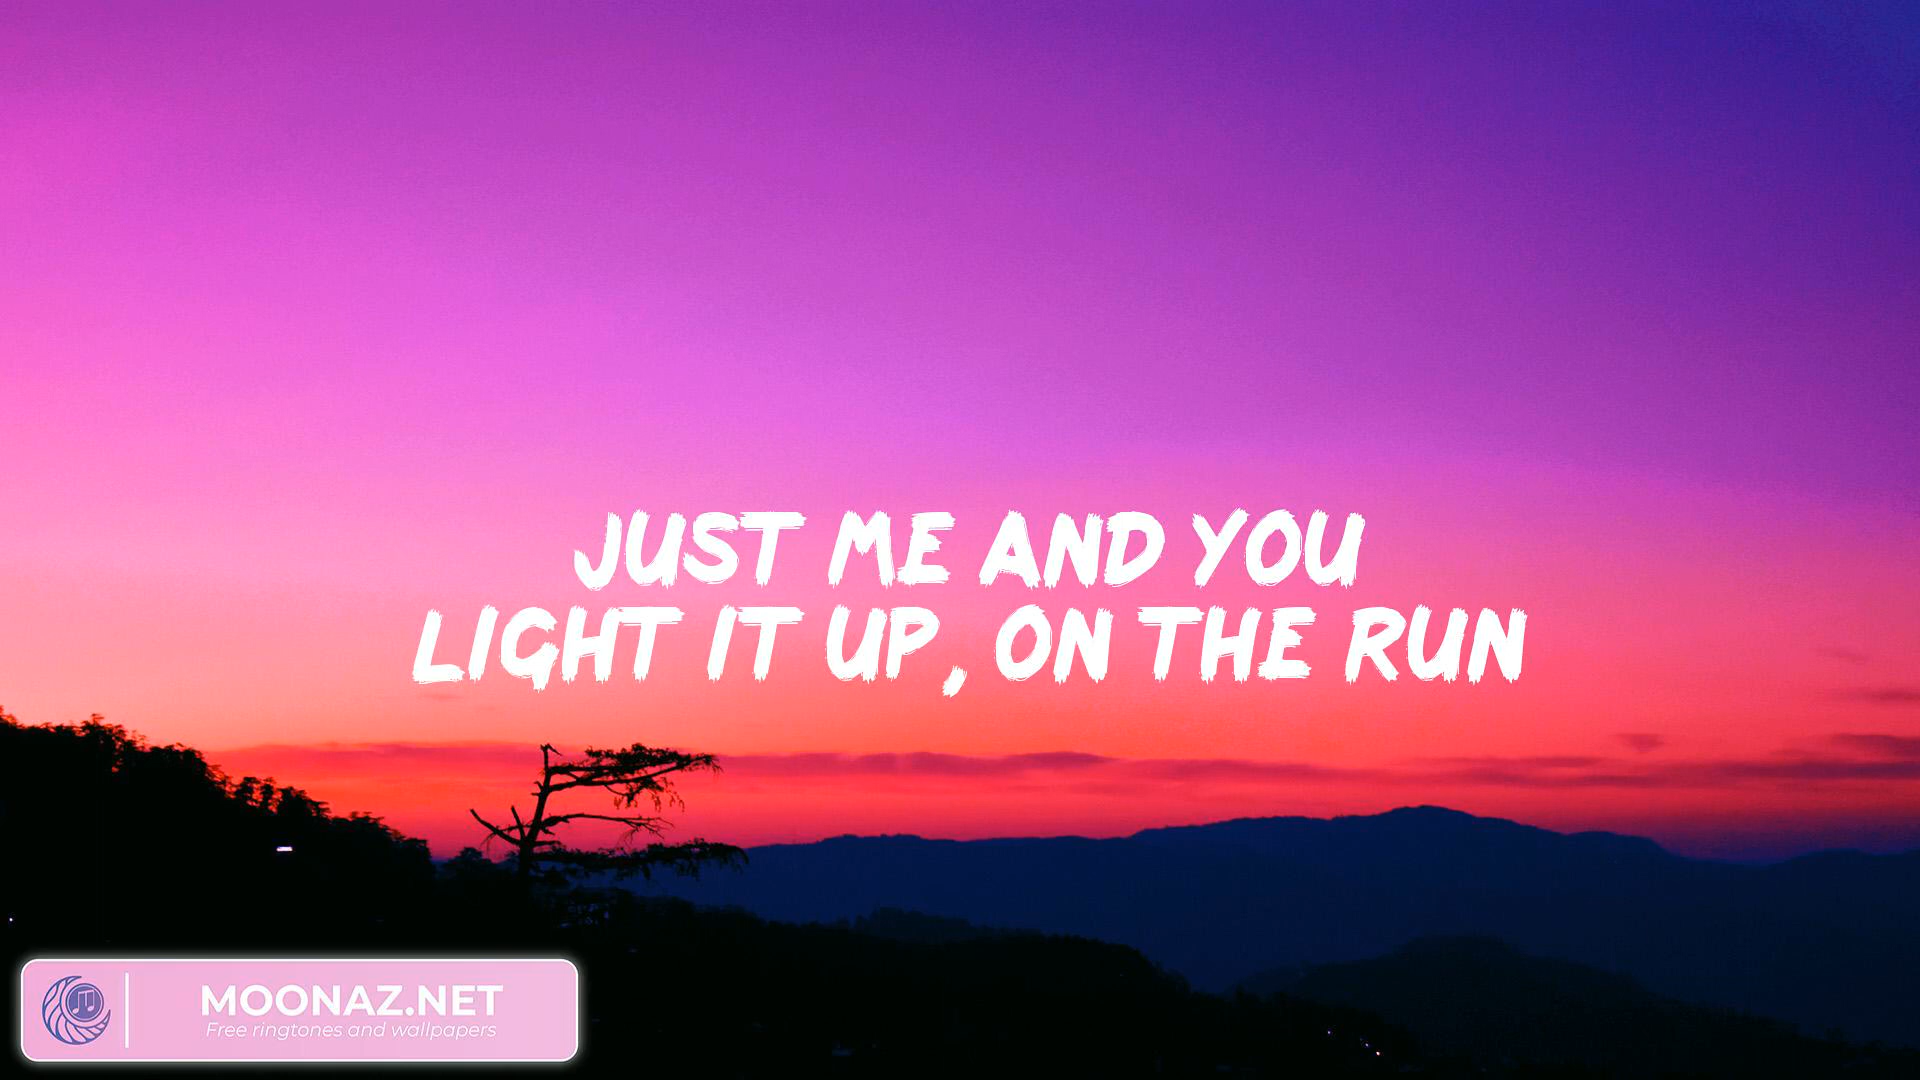 JUST ME AND YOU
LIGHT IT UP, ON THE RUN
MOONAZ.NET
Free ringtones and wallpapers